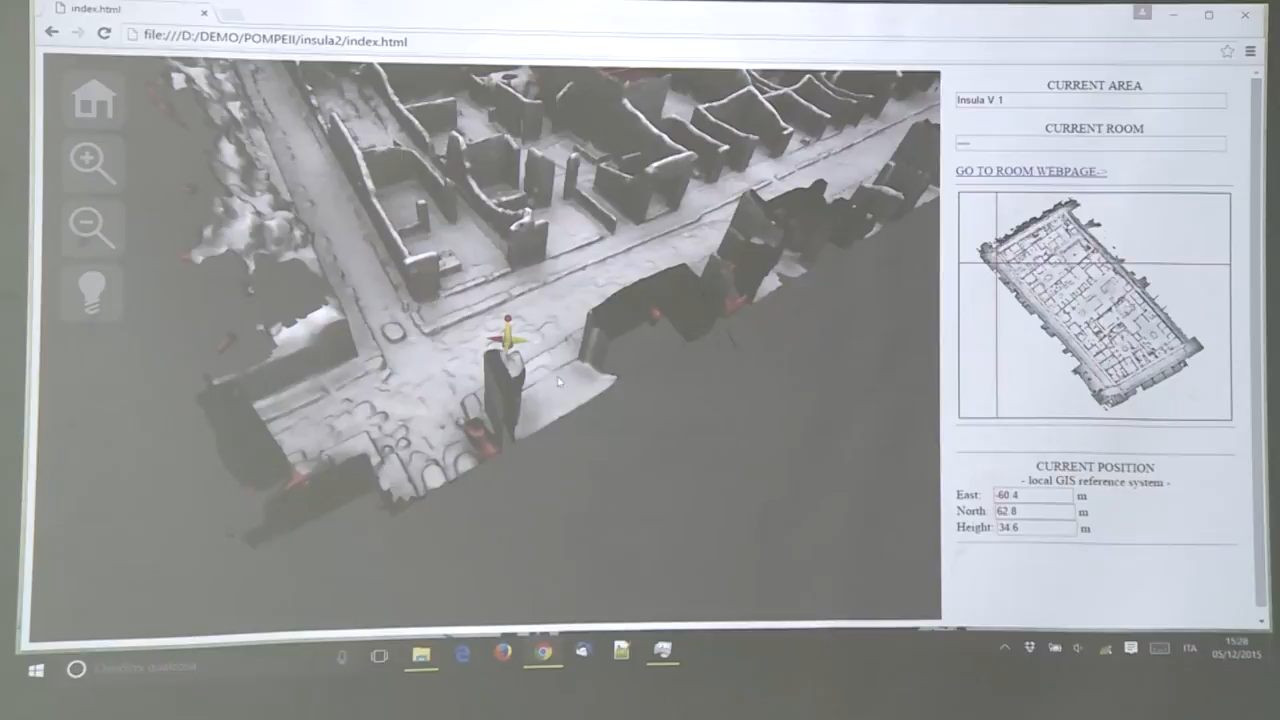 index.html
file:///D:/DEMO/POMPEII/insula2/index.html
CURRENT AREA
Insula V 1
CURRENT ROOM
----
GO TO ROOM WEBPAGE->
CURRENT POSITION
- local GIS reference system -
East: -60.4 m
North: 62.8 m
Height: 34.6 m
ITA
15:28
05/12/2015